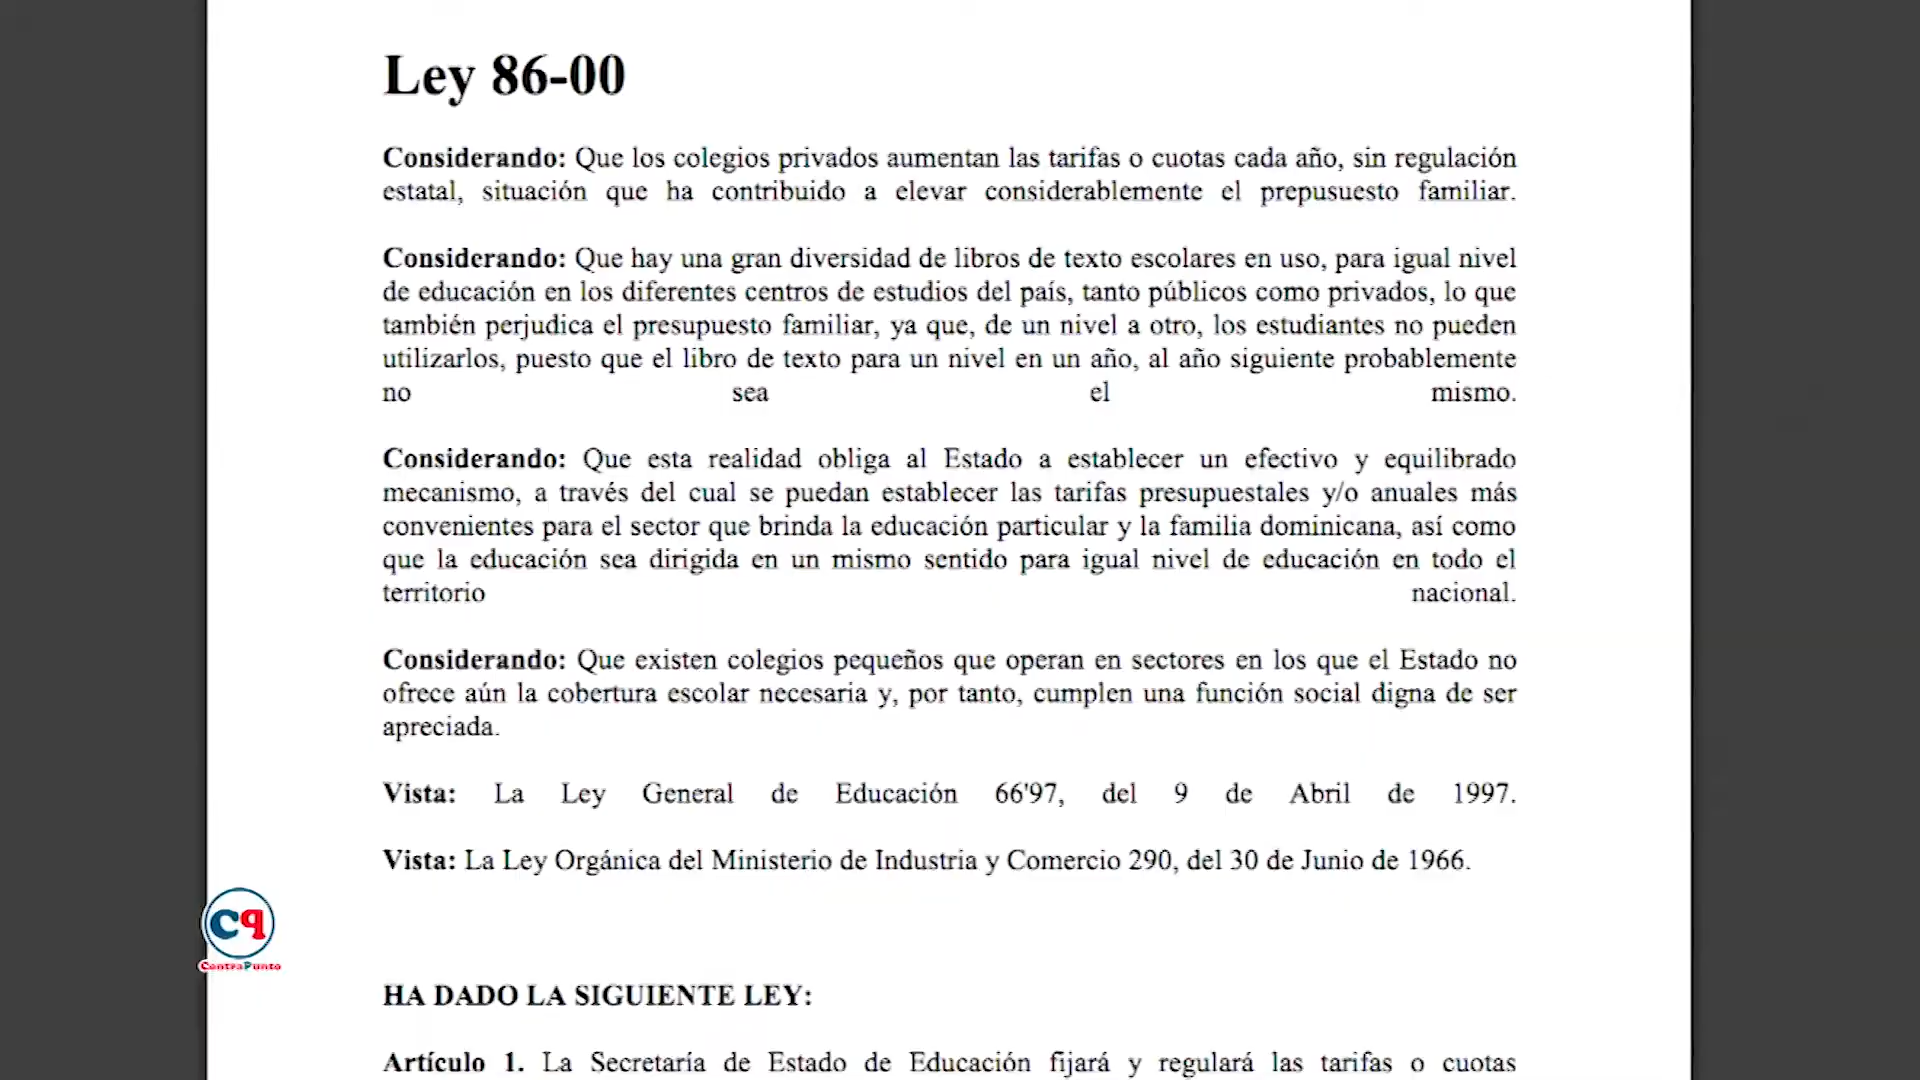 Ley 86-00
Considerando: Que los colegios privados aumentan las tarifas o cuotas cada año, sin regulación
estatal, situación que ha contribuido a elevar considerablemente el prepusuesto familiar.
Considerando: Que hay una gran diversidad de libros de texto escolares en uso, para igual nivel
de educación en los diferentes centros de estudios del país, tanto públicos como privados, lo que
también perjudica el presupuesto familiar, ya que, de un nivel a otro, los estudiantes no pueden
utilizarlos, puesto que el libro de texto para un nivel en un año, al año siguiente probablemente
no sea el mismo.
Considerando: Que esta realidad obliga al Estado a establecer un efectivo y equilibrado
mecanismo, a través del cual se puedan establecer las tarifas presupuestales y/o anuales más
convenientes para el sector que brinda la educación particular y la familia dominicana, así como
que la educación sea dirigida en un mismo sentido para igual nivel de educación en todo el
territorio nacional.
Considerando: Que existen colegios pequeños que operan en sectores en los que el Estado no
ofrece aún la cobertura escolar necesaria y, por tanto, cumplen una función social digna de ser
apreciada.
Vista: La Ley General de Educación 66'97, del 9 de Abril de 1997.
Vista: La Ley Orgánica del Ministerio de Industria y Comercio 290, del 30 de Junio de 1966.
CP
ContraPunto
HA DADO LA SIGUIENTE LEY:
Artículo 1. La Secretaría de Estado de Educación fijará y regulará las tarifas o cuotas